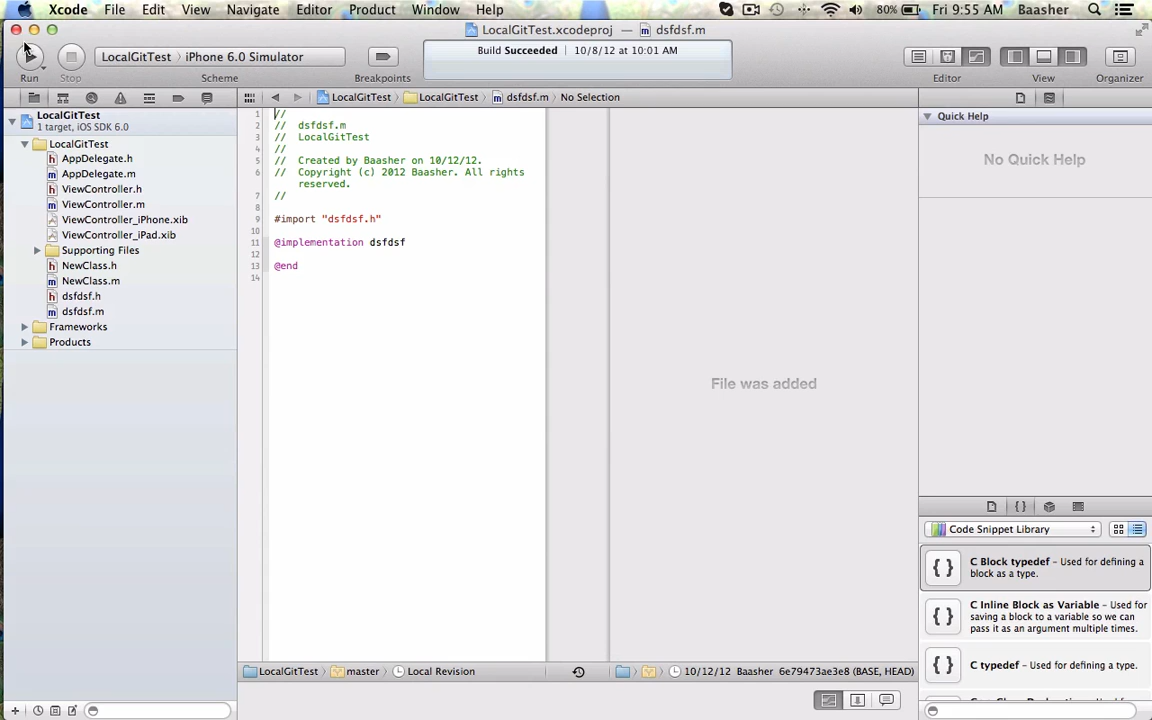 Xcode File Edit View Navigate Editor Product Window Help 80% Fri 9:55 AM Baasher
LocalGitTest.xcodeproj — dsfdsf.m
LocalGitTest iPhone 6.0 Simulator
Build Succeeded 10/8/12 at 10:01 AM
Run Stop Scheme Breakpoints Editor View Organizer
LocalGitTest
1 target, iOS SDK 6.0
LocalGitTest
AppDelegate.h
AppDelegate.m
ViewController.h
ViewController.m
ViewController_iPhone.xib
ViewController_iPad.xib
Supporting Files
NewClass.h
NewClass.m
dsfdsf.h
dsfdsf.m
Frameworks
Products
LocalGitTest LocalGitTest dsfdsf.m No Selection
1 //
2 // dsfdsf.m
3 // LocalGitTest
4 //
5 // Created by Baasher on 10/12/12.
6 // Copyright (c) 2012 Baasher. All rights
reserved.
7 //
8
9 #import "dsfdsf.h"
10
11 @implementation dsfdsf
12
13 @end
14
File was added
LocalGitTest master Local Revision
10/12/12 Baasher 6e79473ae3e8 (BASE, HEAD)
Quick Help
No Quick Help
{ }
Code Snippet Library
{ }
C Block typedef - Used for defining a
block as a type.
{ }
C Inline Block as Variable - Used for
saving a block to a variable so we can
pass it as an argument multiple times.
{ }
C typedef - Used for defining a type.